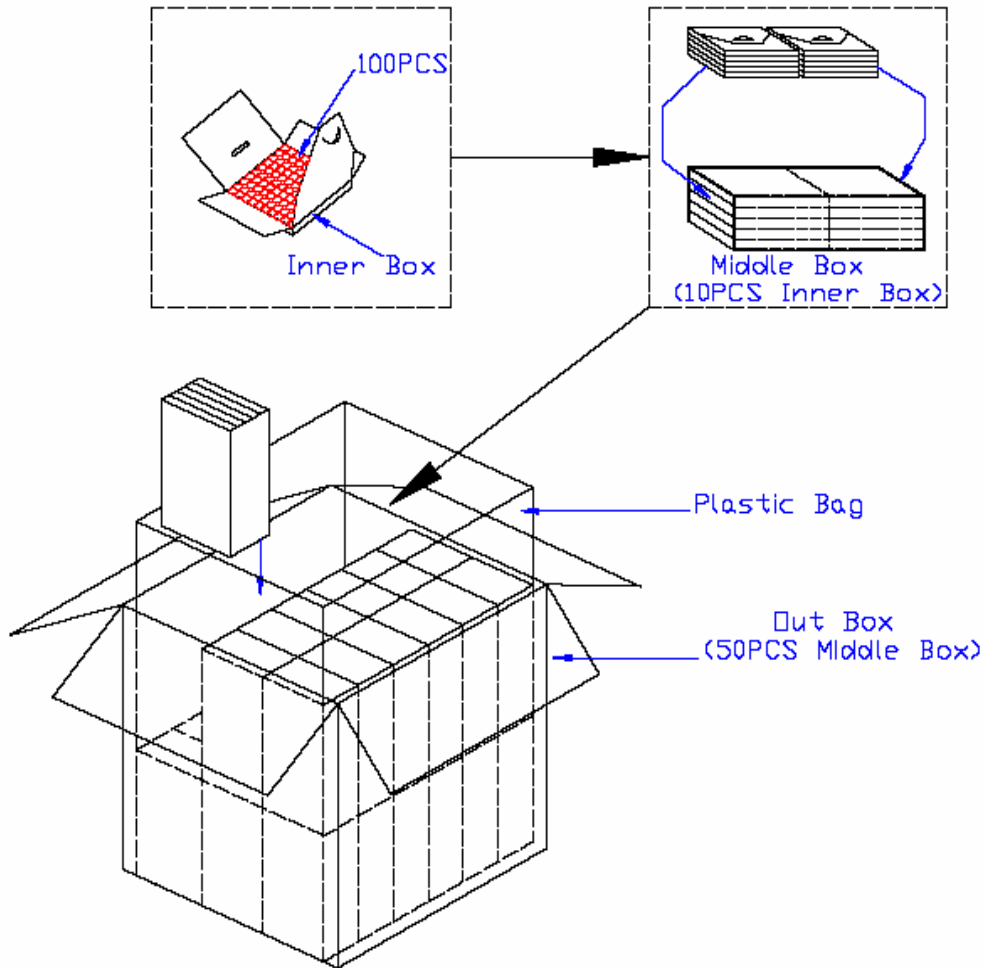 100PCS
Inner Box
Middle Box
(10PCS Inner Box)
Plastic Bag
Out Box
(50PCS Middle Box)